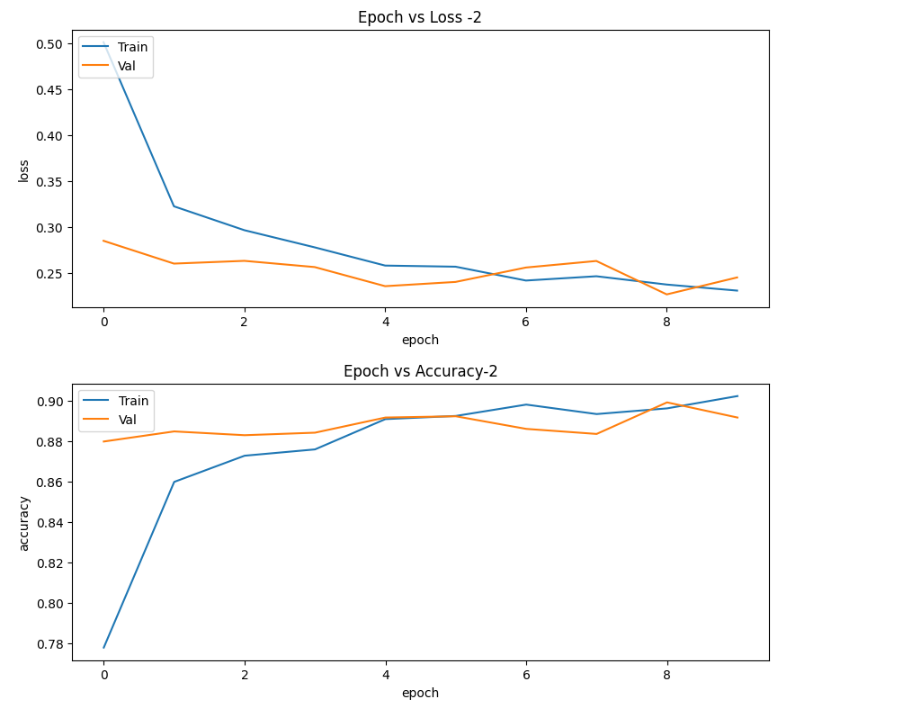 Epoch vs Loss -2
0.50
0.45
0.40
0.35
0.30
0.25
loss
Train
Val
0 2 4 6 8
epoch
Epoch vs Accuracy-2
0.90
0.88
0.86
0.84
0.82
0.80
0.78
accuracy
Train
Val
0 2 4 6 8
epoch